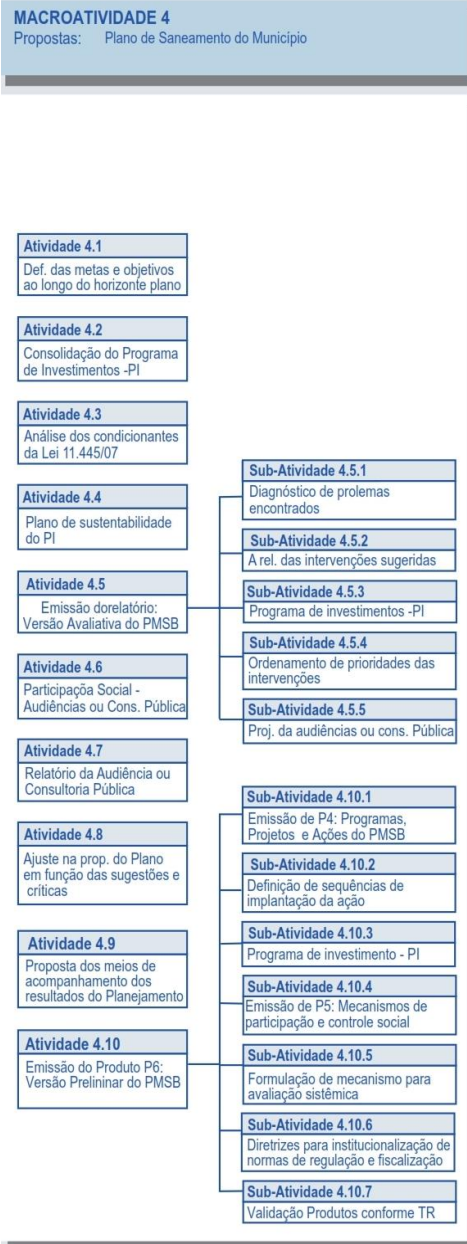 MACROATIVIDADE 4
Propostas: Plano de Saneamento do Município
Atividade 4.1
Def. das metas e objetivos
ao longo do horizonte plano
Atividade 4.2
Consolidação do Programa
de Investimentos -PI
Atividade 4.3
Análise dos condicionantes
da Lei 11.445/07
Atividade 4.4
Plano de sustentabilidade
do PI
Atividade 4.5
Emissão dorelatório:
Versão Avaliativa do PMSB
Sub-Atividade 4.5.1
Diagnóstico de prolemas
encontrados
Sub-Atividade 4.5.2
A rel. das intervenções sugeridas
Sub-Atividade 4.5.3
Programa de investimentos -PI
Sub-Atividade 4.5.4
Ordenamento de prioridades das
intervenções
Sub-Atividade 4.5.5
Proj. da audiências ou cons. Pública
Atividade 4.6
Participaçõa Social -
Audiências ou Cons. Pública
Atividade 4.7
Relatório da Audiência ou
Consultoria Pública
Atividade 4.8
Ajuste na prop. do Plano
em função das sugestões e
críticas
Atividade 4.9
Proposta dos meios de
acompanhamento dos
resultados do Planejamento
Atividade 4.10
Emissão do Produto P6:
Versão Prelininar do PMSB
Sub-Atividade 4.10.1
Emissão de P4: Programas,
Projetos e Ações do PMSB
Sub-Atividade 4.10.2
Definição de sequências de
implantação da ação
Sub-Atividade 4.10.3
Programa de investimento - PI
Sub-Atividade 4.10.4
Emissão de P5: Mecanismos de
participação e controle social
Sub-Atividade 4.10.5
Formulação de mecanismo para
avaliação sistêmica
Sub-Atividade 4.10.6
Diretrizes para institucionalização de
normas de regulação e fiscalização
Sub-Atividade 4.10.7
Validação Produtos conforme TR